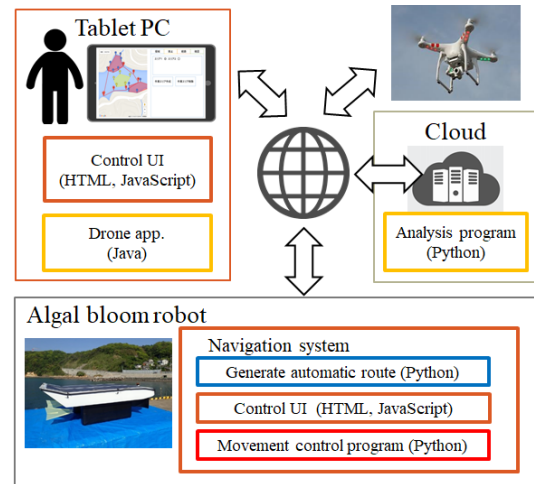 Tablet PC
Control UI
(HTML, JavaScript)
Drone app.
(Java)
Cloud
Analysis program
(Python)
Algal bloom robot
Navigation system
Generate automatic route (Python)
Control UI (HTML, JavaScript)
Movement control program (Python)